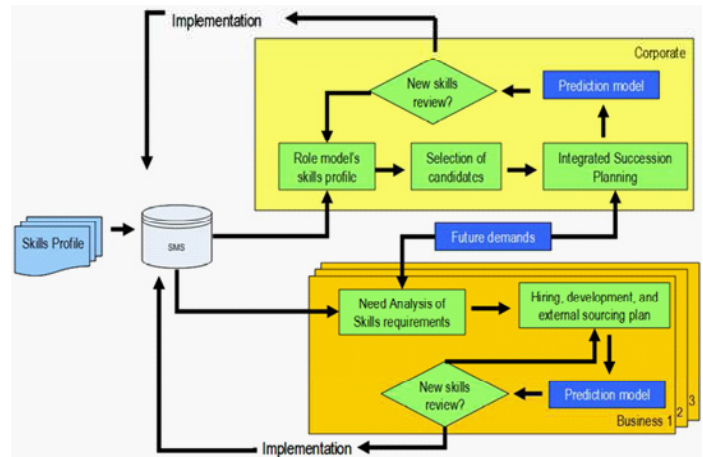 Implementation
Corporate
New skills
review?
Prediction model
Role model's
skills profile
Selection of
candidates
Integrated Succession
Planning
Skills Profile
SMS
Future demands
Need Analysis of
Skills requirements
Hiring, development, and
external sourcing plan
New skills
review?
Prediction model
3
2
Business 1
Implementation